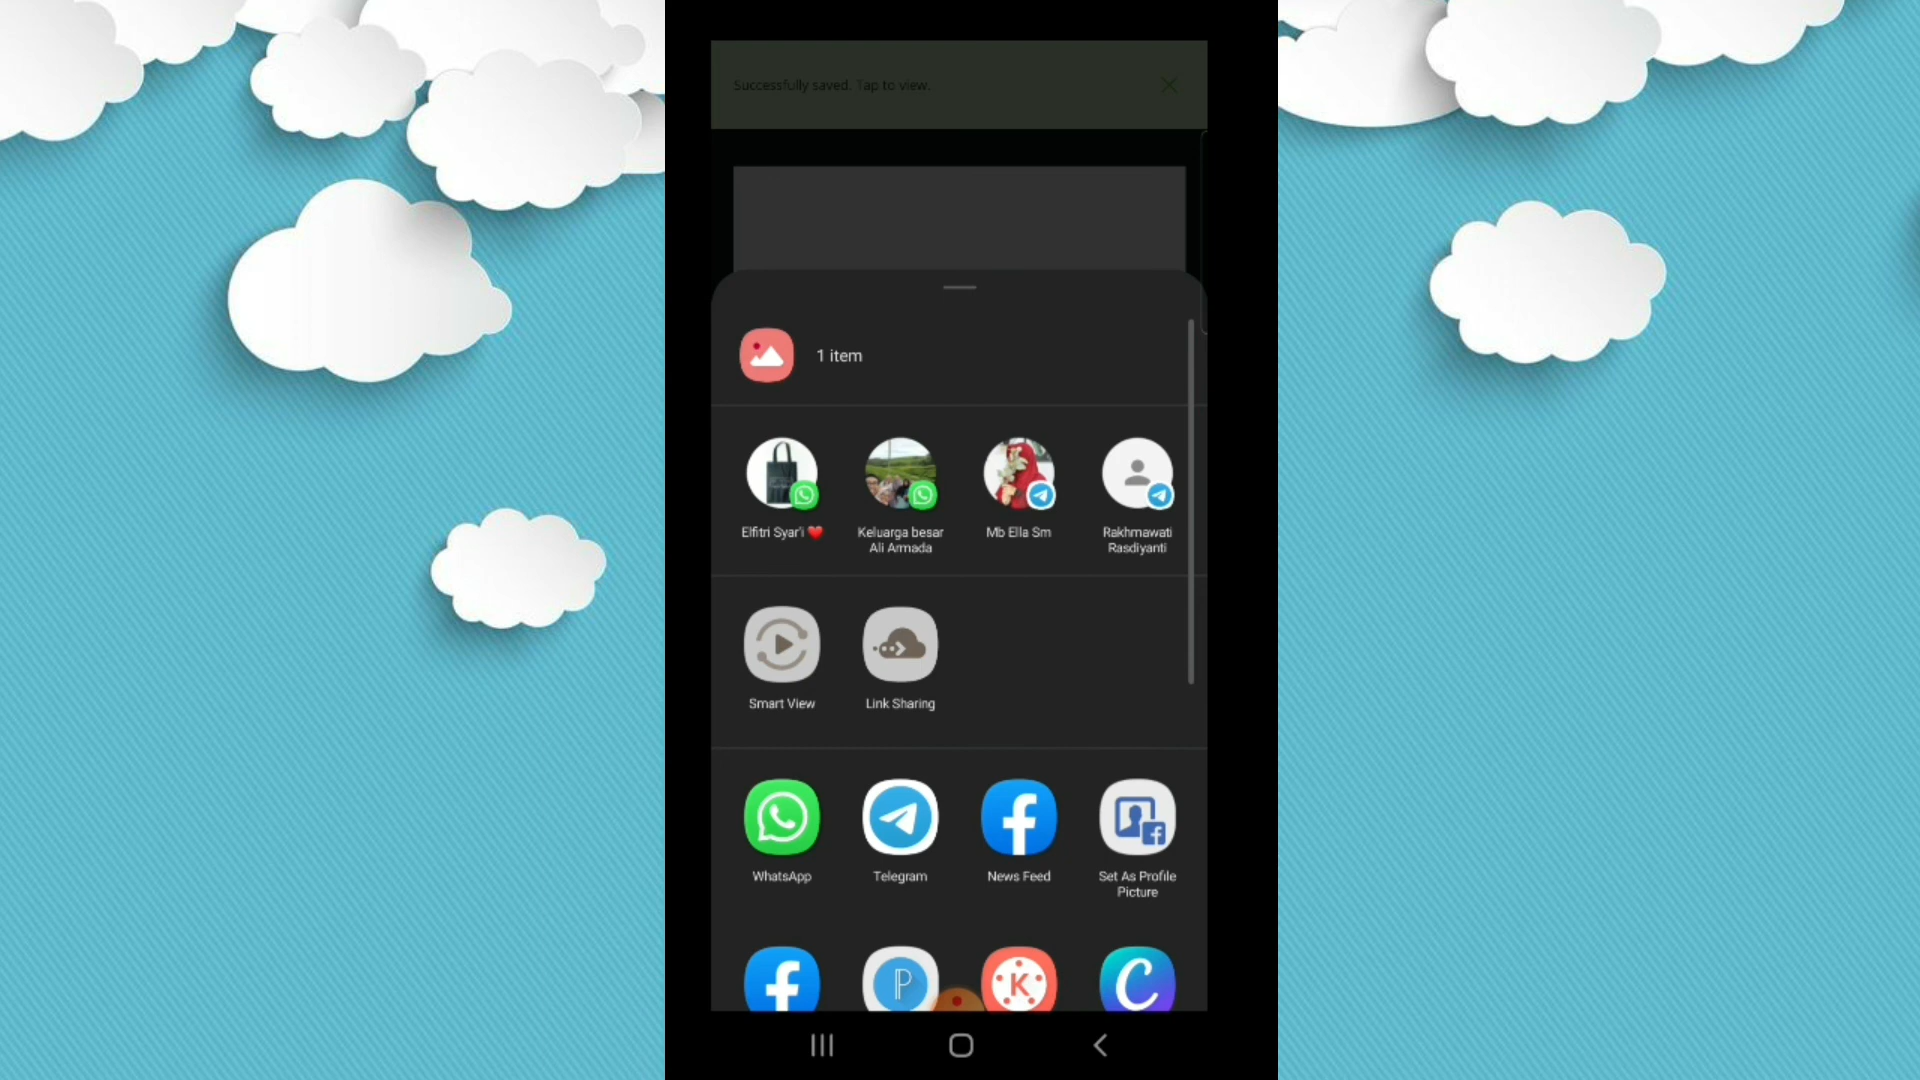 Successfully saved. Tap to view.
1 item
Elfitri Syar'i ❤️
Keluarga besar
Ali Armada
Mb Ella Sm
Rakhmawati
Rasdiyanti
Smart View
Link Sharing
WhatsApp
Telegram
News Feed
Set As Profile
Picture